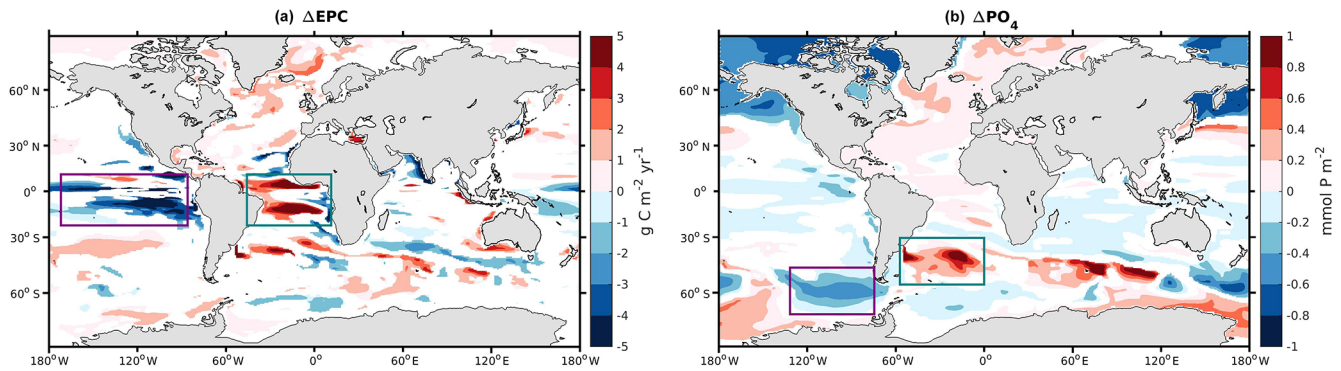 (a) ΔEPC
60° N
30° N
0°
30° S
60° S
180° W
120° W
60° W
0°
60° E
120° E
180° W
5
4
3
2
1
0
-1
-2
-3
-4
-5
g C m⁻² yr⁻¹
(b) ΔPO₄
60° N
30° N
0°
30° S
60° S
180° W
120° W
60° W
0°
60° E
120° E
180° W
1
0.8
0.6
0.4
0.2
0
-0.2
-0.4
-0.6
-0.8
-1
mmol P m⁻²